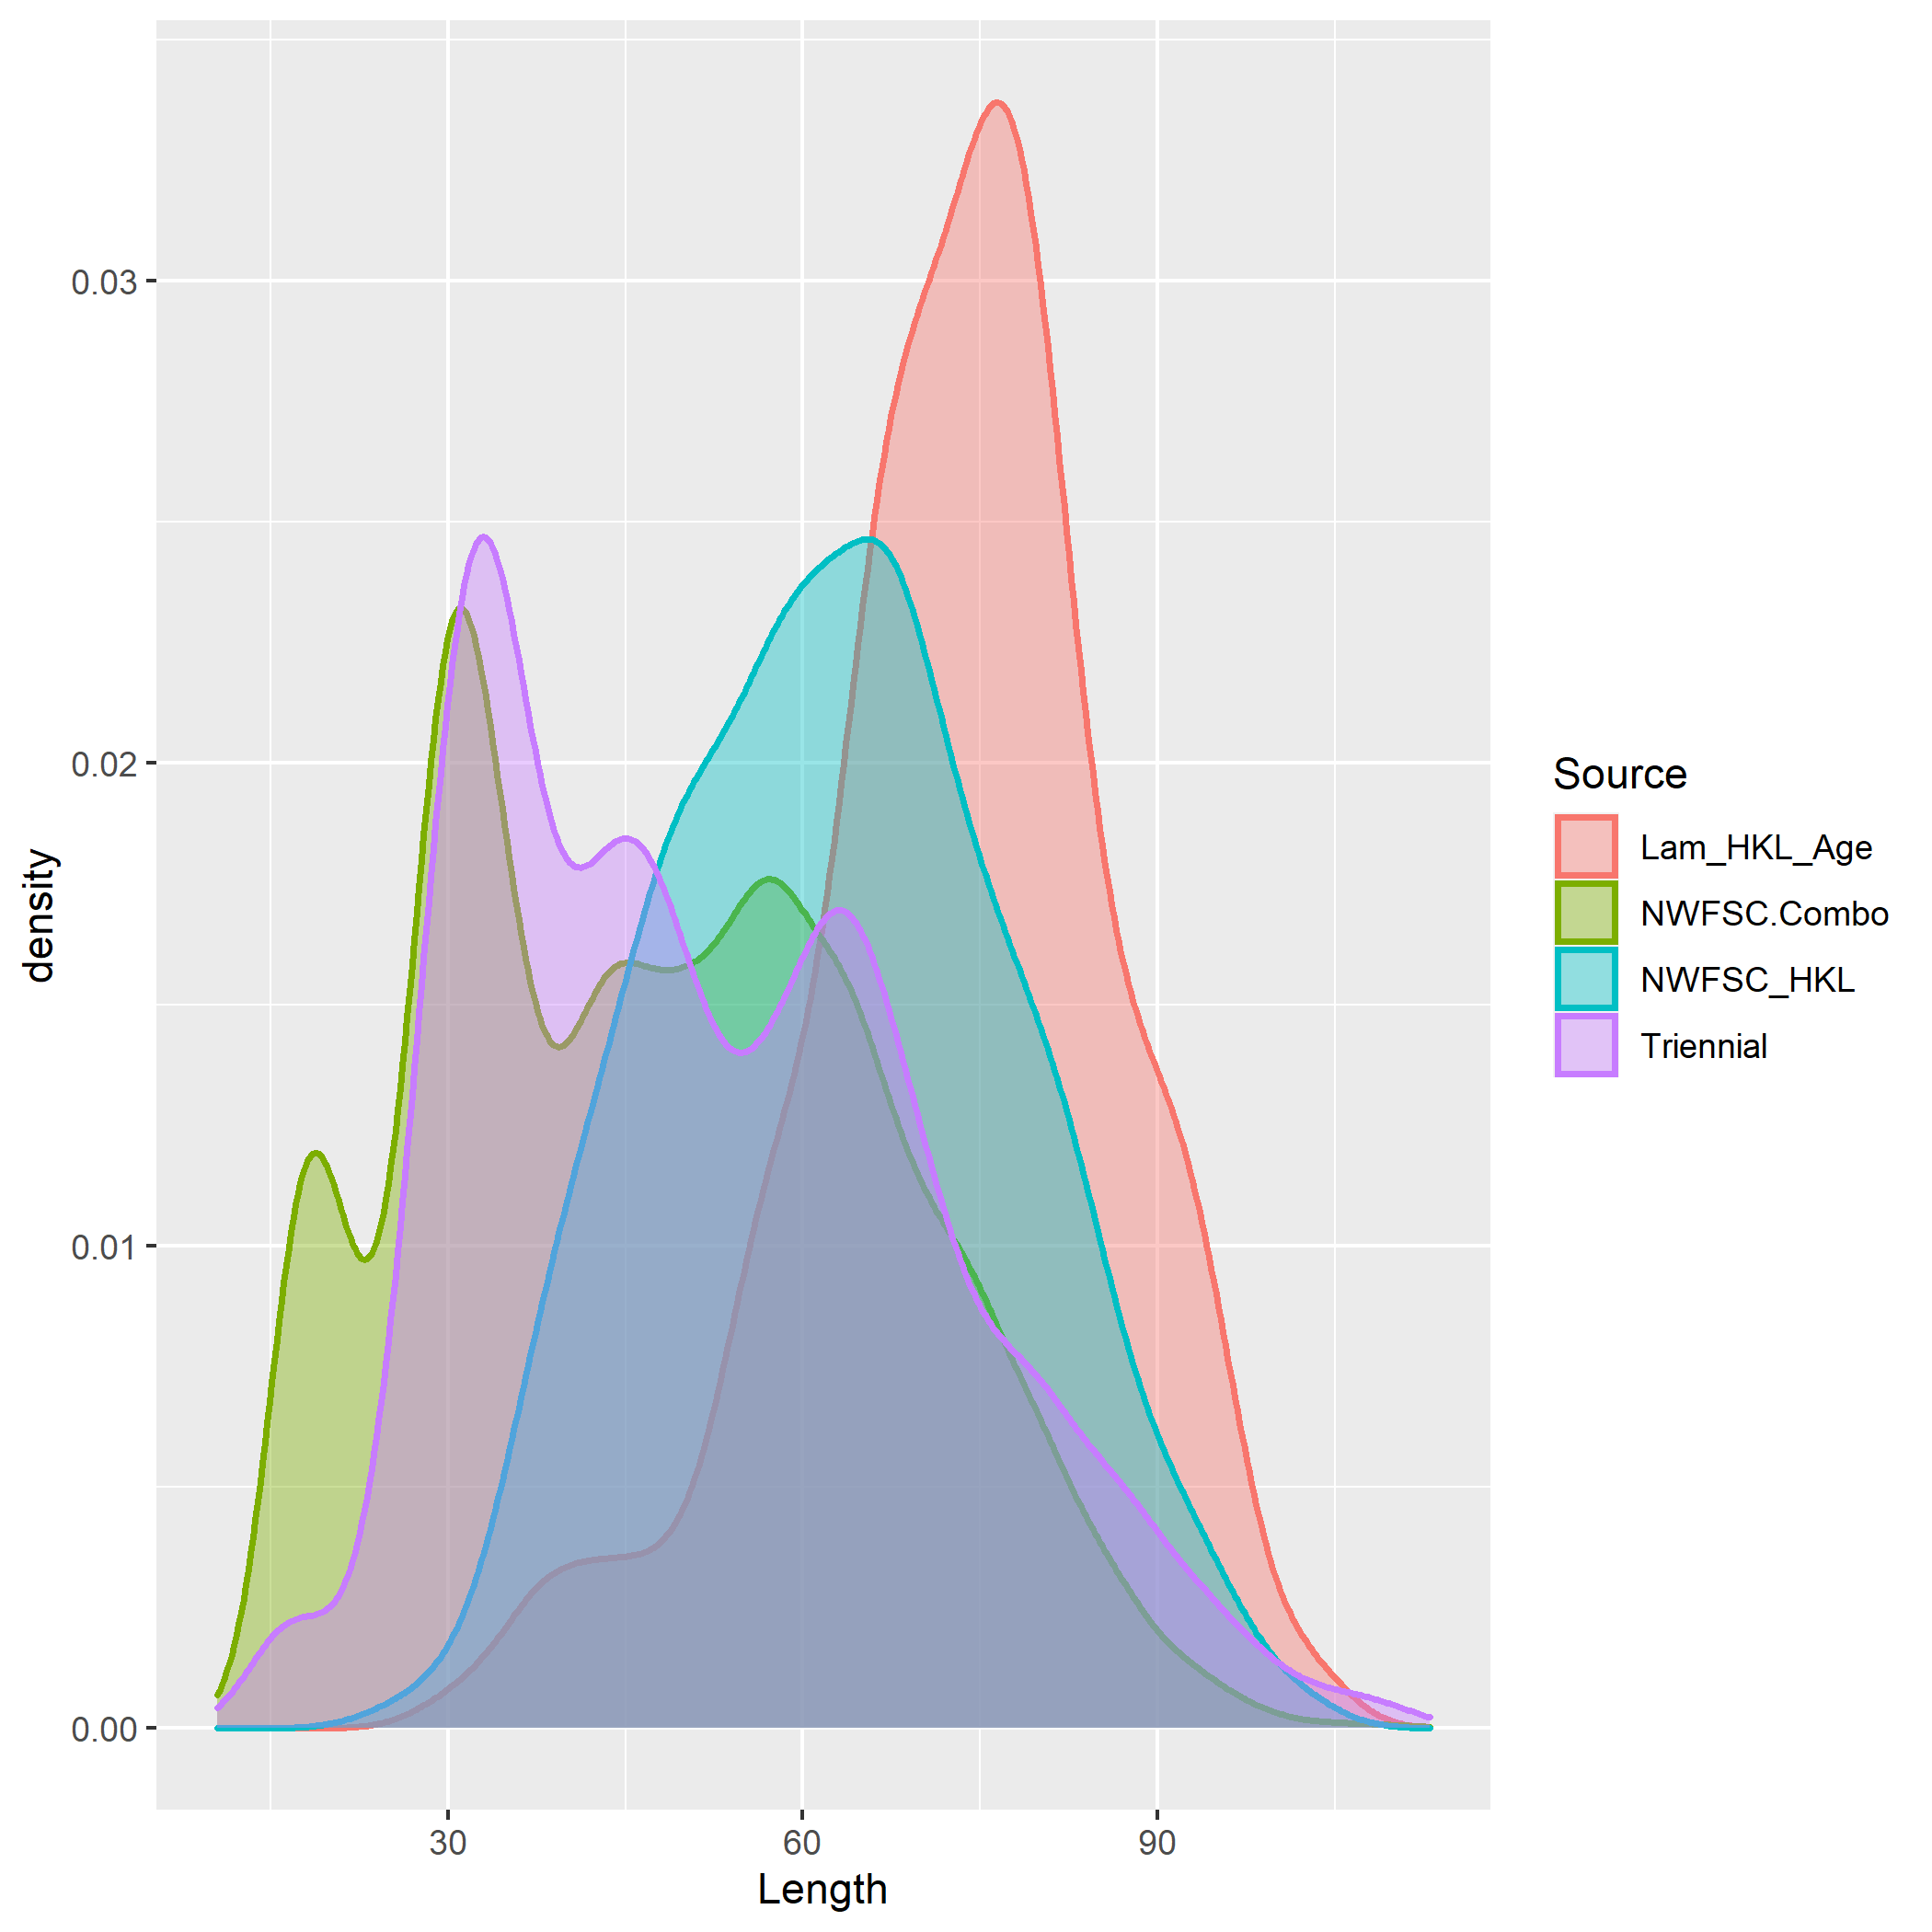 0.03
0.02
0.01
0.00
density
30 60 90
Length
Source
Lam_HKL_Age
NWFSC.Combo
NWFSC_HKL
Triennial